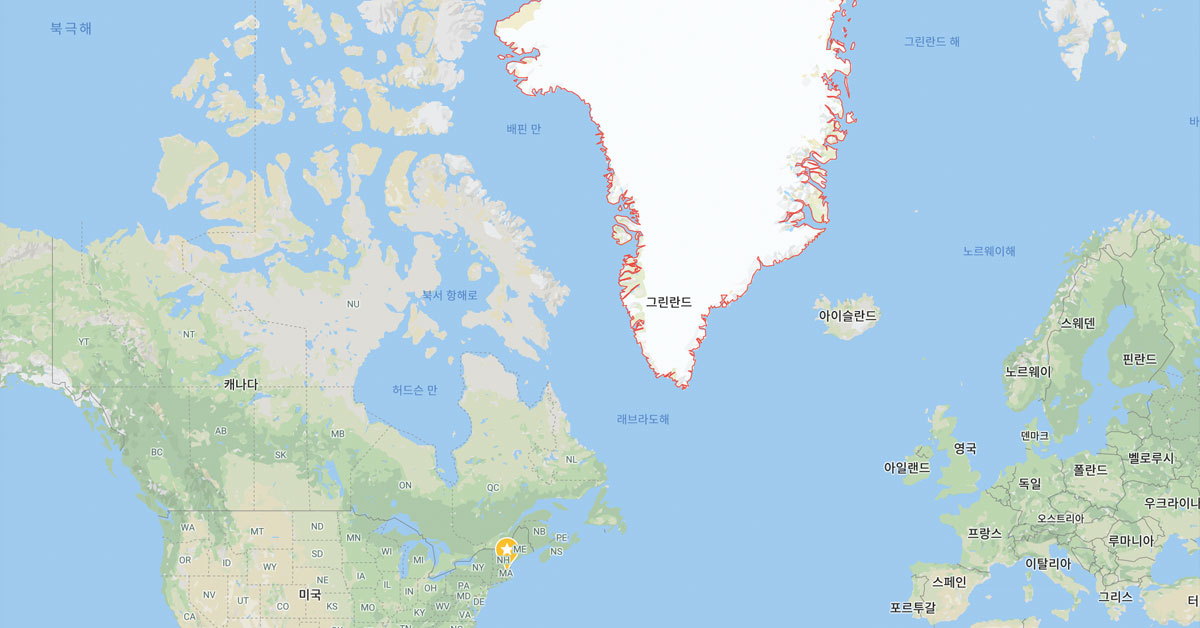 북극해
그린란드 해
배핀 만
바
노르웨이해
북서 항해로
NU
그린란드
아이슬란드
스웨덴
YT
NT
핀란드
노르웨이
캐나다
허드슨 만
래브라도해
AB
MB
덴마크
BC
SK
영국
벨로루시
NL
아일랜드
폴란드
ON
QC
독일
우크라이나
오스트리아
WA
MT
ND
NB
PE
프랑스
루마니아
MN
OR
ID
WY
SD
WI
MI
NH
ME
NS
이탈리아
NY
MA
NE
IA
스페인
NV
UT
CO
미국
KS
IL
IN
OH
PA
MD
DE
그리스
터
포르투갈
CA
MO
KY
WV
VA
TN
NC